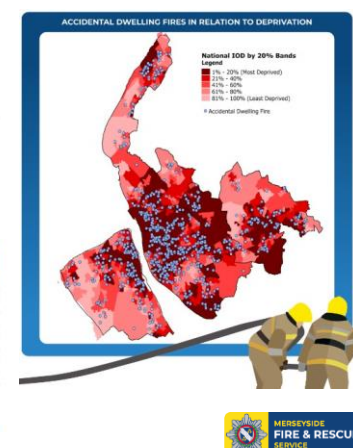 ACCIDENTAL DWELLING FIRES IN RELATION TO DEPRIVATION
National IOD by 20% Bands
Legend
1% - 20% (Most Deprived)
21% - 40%
41% - 60%
61% - 80%
81% - 100% (Least Deprived)
Accidental Dwelling Fire
MERSEYSIDE
FIRE & RESCUE
SERVICE